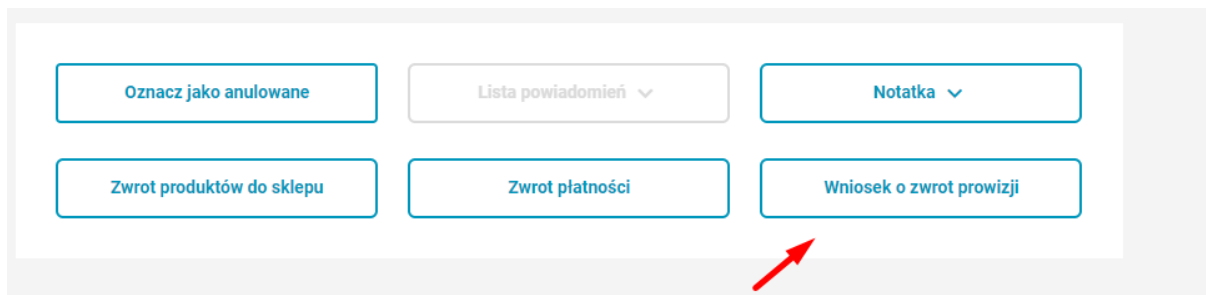 Oznacz jako anulowane
Lista powiadomień
Notatka
Zwrot produktów do sklepu
Zwrot płatności
Wniosek o zwrot prowizji